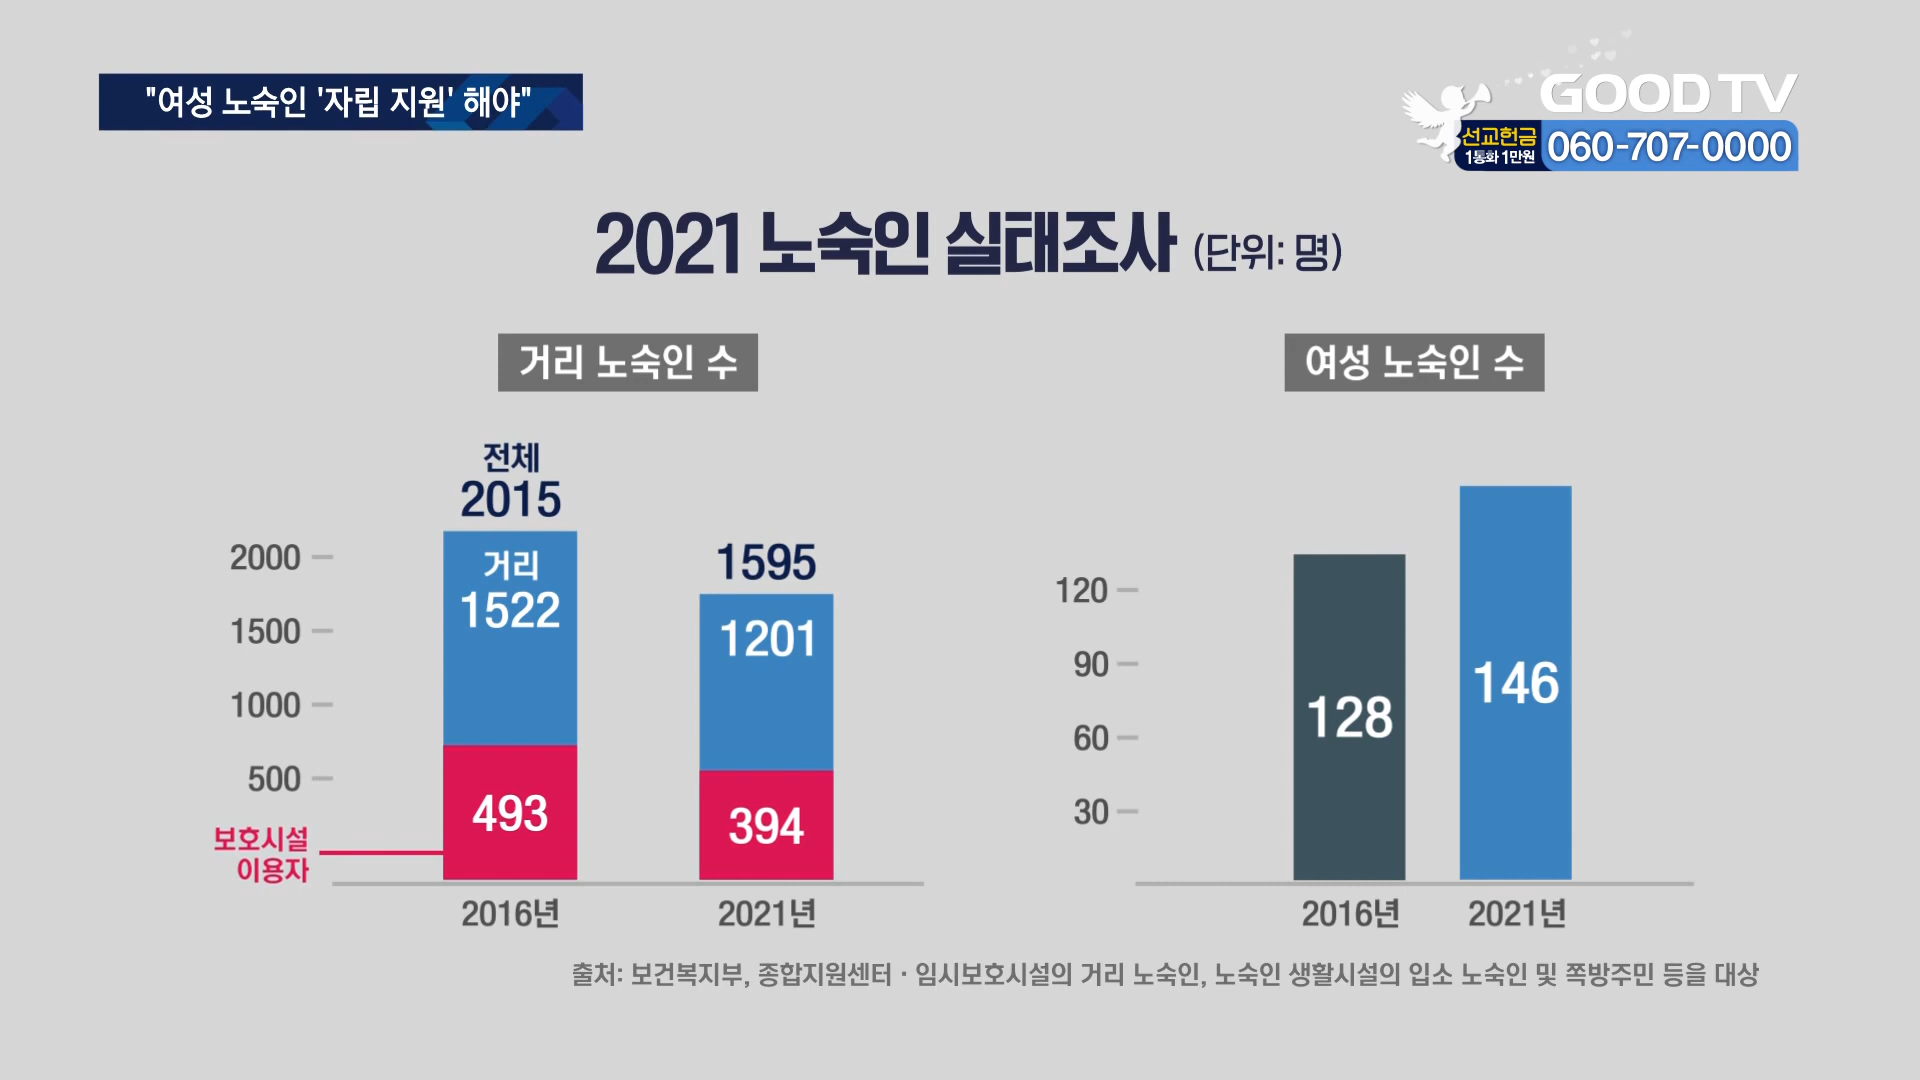 "여성 노숙인 '자립 지원' 해야"
GOODTV
선교헌금
1통화 1만원
060-707-0000
2021 노숙인 실태조사 (단위: 명)
거리 노숙인 수
전체
2015
거리
1522
493
1595
1201
394
2000
1500
1000
500
보호시설
이용자
2016년
2021년
여성 노숙인 수
120
90
60
30
128
146
2016년
2021년
출처: 보건복지부, 종합지원센터 · 임시보호시설의 거리 노숙인, 노숙인 생활시설의 입소 노숙인 및 쪽방주민 등을 대상